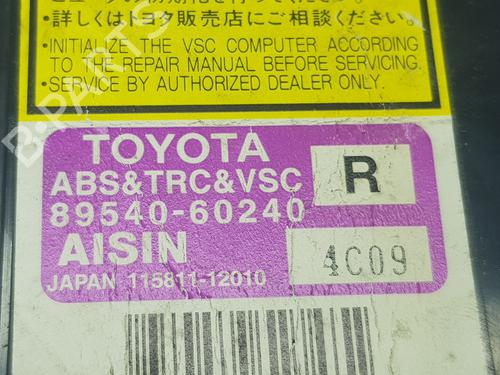 ・詳しくはトヨタ販売店にご相談ください。
・INITIALIZE THE VSC COMPUTER ACCORDING
TO THE REPAIR MANUAL BEFORE SERVICING.
・SERVICE BY AUTHORIZED DEALER ONLY.
TOYOTA
R
ABS&TRC&VSC
89540-60240
AISIN
4C09
JAPAN 115811-12010
B-PARTS